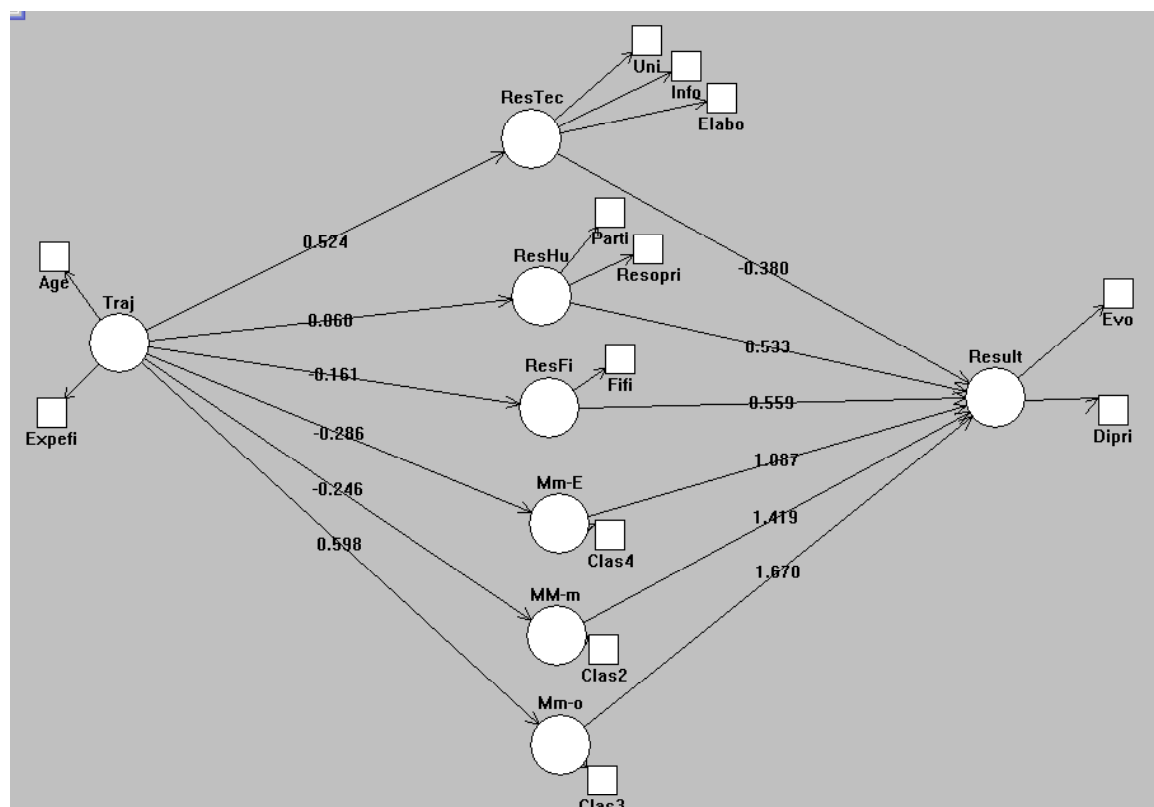 Uni
Info
Elabo
ResTec
0.524
-0.380
Parti
Resopri
ResHu
Age
Traj
0.060
0.533
-0.161
ResFi
Fifi
0.559
Result
Evo
Dipri
Expefi
-0.286
Mm-E
1.087
Clas4
-0.246
1.419
0.598
1.670
MM-m
Clas2
Mm-o
Clas3